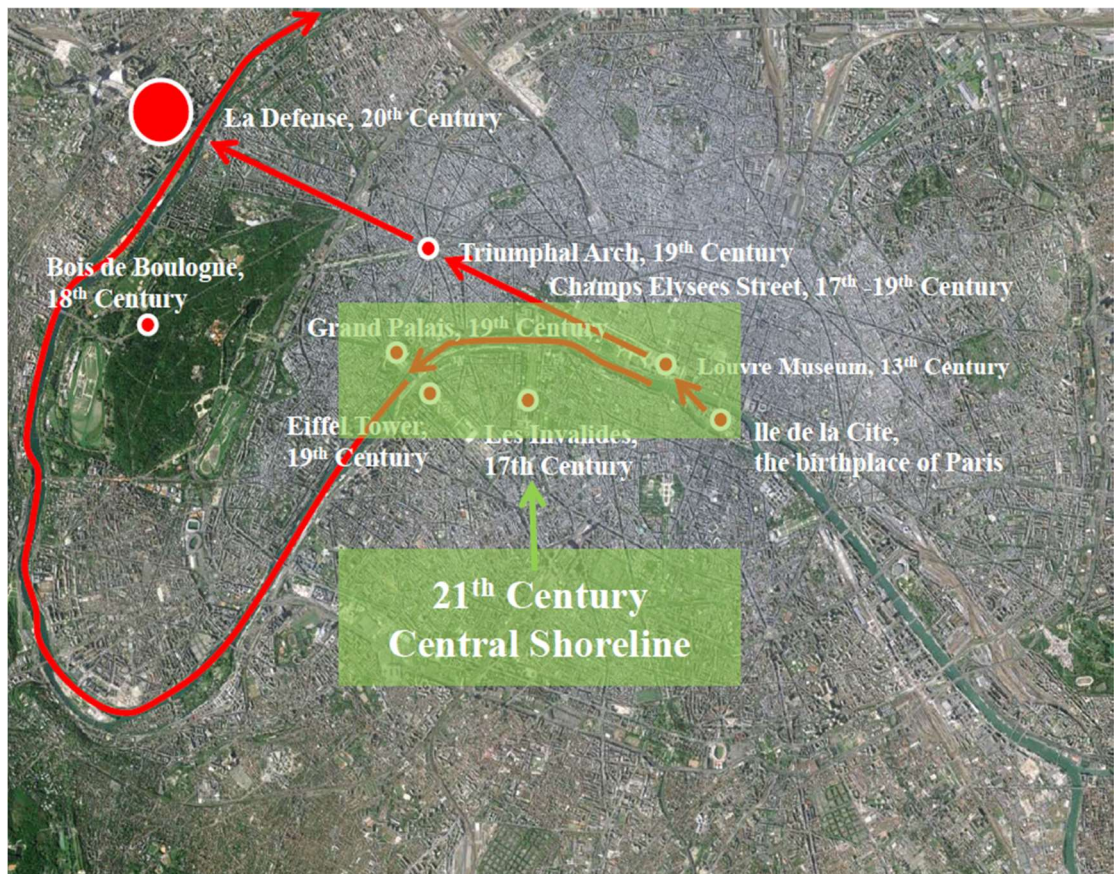 La Defense, 20th Century
Triumphal Arch, 19th Century
Champs Elysees Street, 17th -19th Century
Bois de Boulogne,
18th Century
Grand Palais, 19th Century
Louvre Museum, 13th Century
Eiffel Tower,
19th Century
Les Invalides,
17th Century
Ile de la Cite,
the birthplace of Paris
21th Century
Central Shoreline